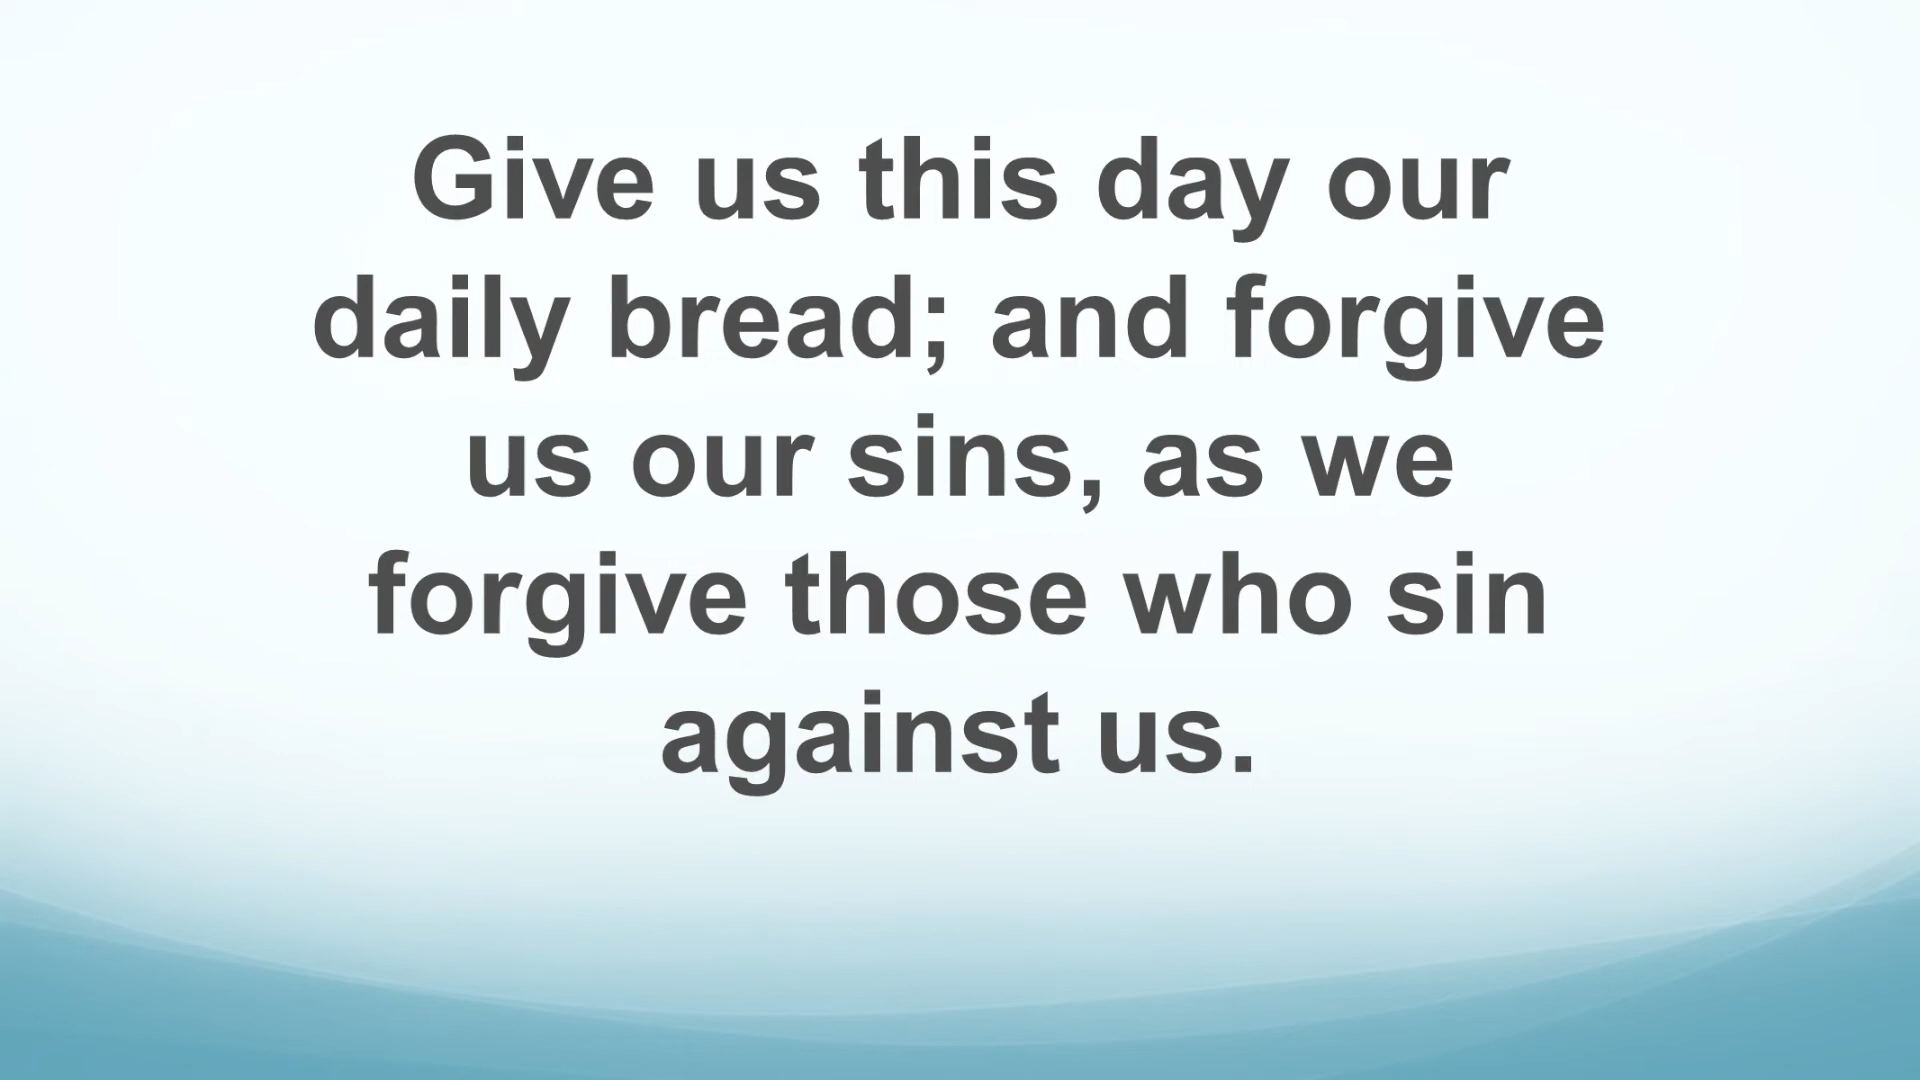 Give us this day our
daily bread; and forgive
us our sins, as we
forgive those who sin
against us.